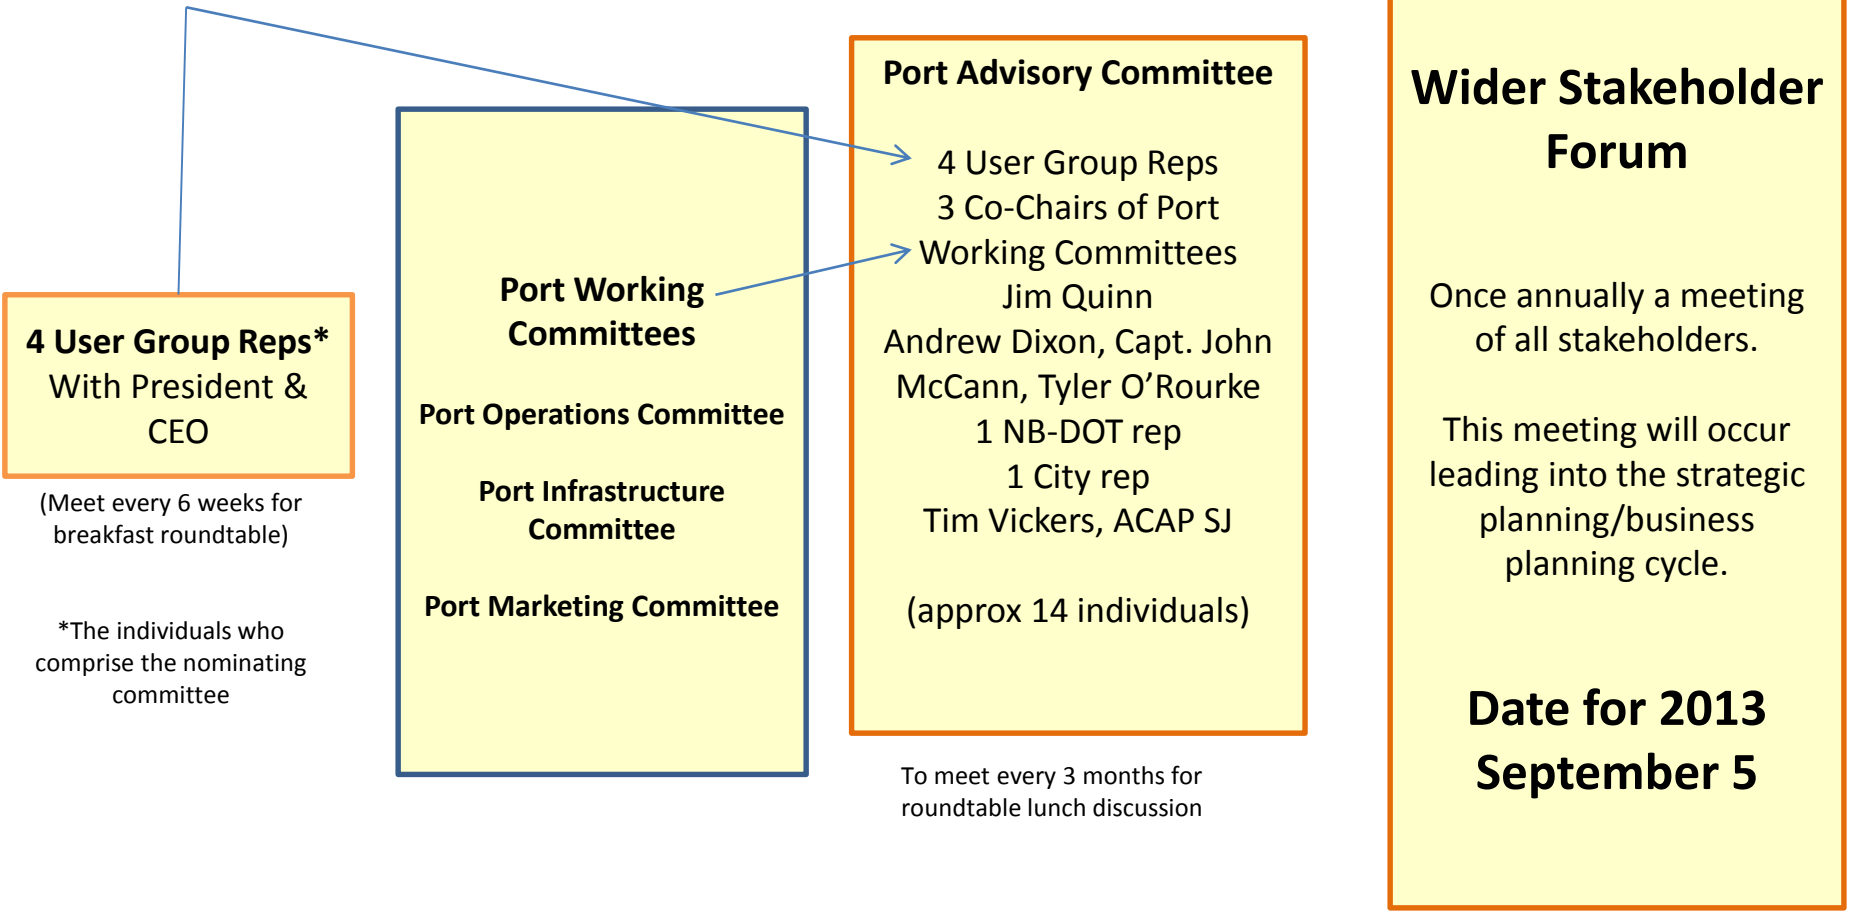 4 User Group Reps*
With President &
CEO
(Meet every 6 weeks for
breakfast roundtable)
*The individuals who
comprise the nominating
committee
Port Working
Committees
Port Operations Committee
Port Infrastructure
Committee
Port Marketing Committee
Port Advisory Committee
4 User Group Reps
3 Co-Chairs of Port
Working Committees
Jim Quinn
Andrew Dixon, Capt. John
McCann, Tyler O’Rourke
1 NB-DOT rep
1 City rep
Tim Vickers, ACAP SJ
(approx 14 individuals)
To meet every 3 months for
roundtable lunch discussion
Wider Stakeholder
Forum
Once annually a meeting
of all stakeholders.
This meeting will occur
leading into the strategic
planning/business
planning cycle.
Date for 2013
September 5